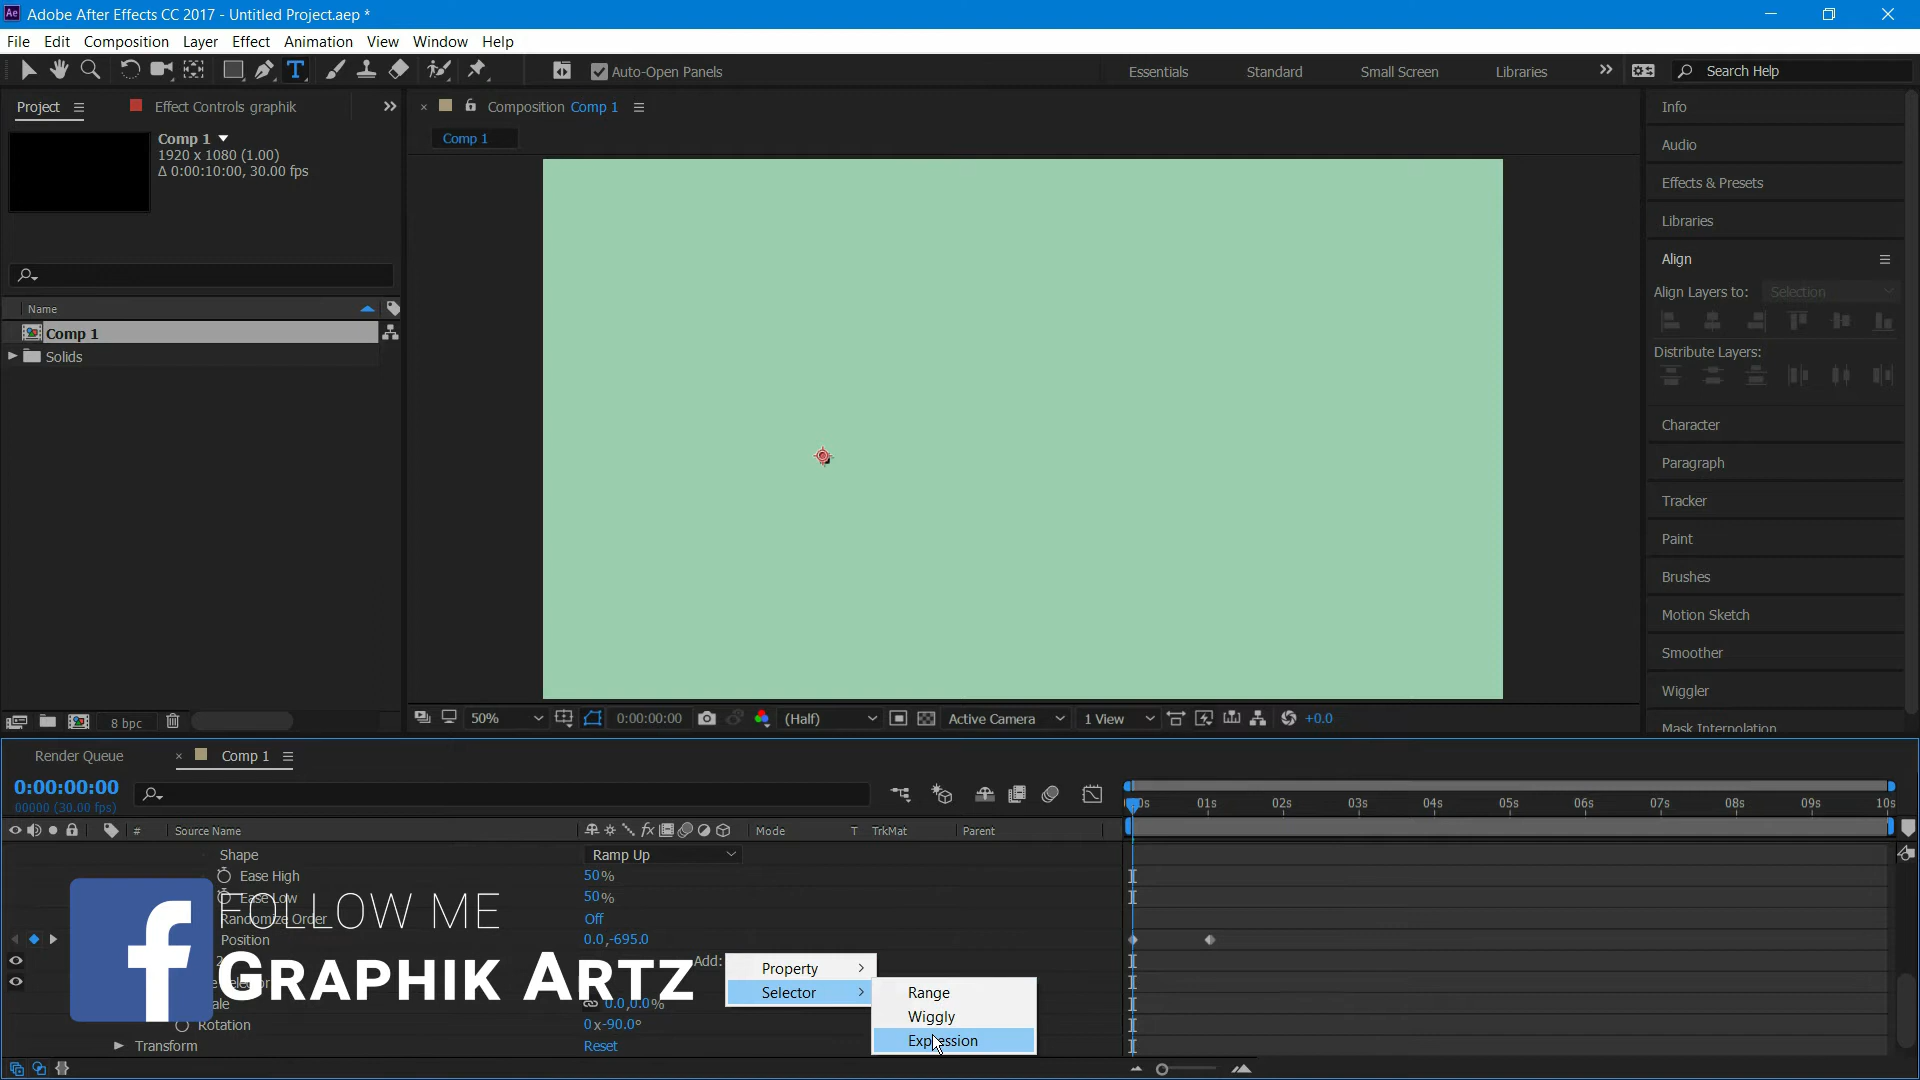 Adobe After Effects CC 2017 - Untitled Project.aep *
File Edit Composition Layer Effect Animation View Window Help
Auto-Open Panels
Essentials Standard Small Screen Libraries Search Help
Project Effect Controls graphik
Composition Comp 1
Comp 1
Comp 1
1920 x 1080 (1.00)
Δ 0:00:10:00, 30.00 fps
Name
Comp 1
Solids
8 bpc
50% 0:00:00:00 (Half) Active Camera 1 View +0.0
Info
Audio
Effects & Presets
Libraries
Align
Align Layers to: Selection
Distribute Layers:
Character
Paragraph
Tracker
Paint
Brushes
Motion Sketch
Smoother
Wiggler
Mask Interpolation
Render Queue Comp 1
0:00:00:00
00000 (30.00 fps)
# Source Name Mode T TrkMat Parent
0s 01s 02s 03s 04s 05s 06s 07s 08s 09s 10s
Shape Ramp Up
Ease High 50%
Ease Low 50%
Randomize Order Off
Position 0.0,-695.0
Add:
0.0,0.0%
Rotation 0x-90.0°
Transform Reset
FOLLOW ME
GRAPHIK ARTZ
Property
Selector
Range
Wiggly
Expression